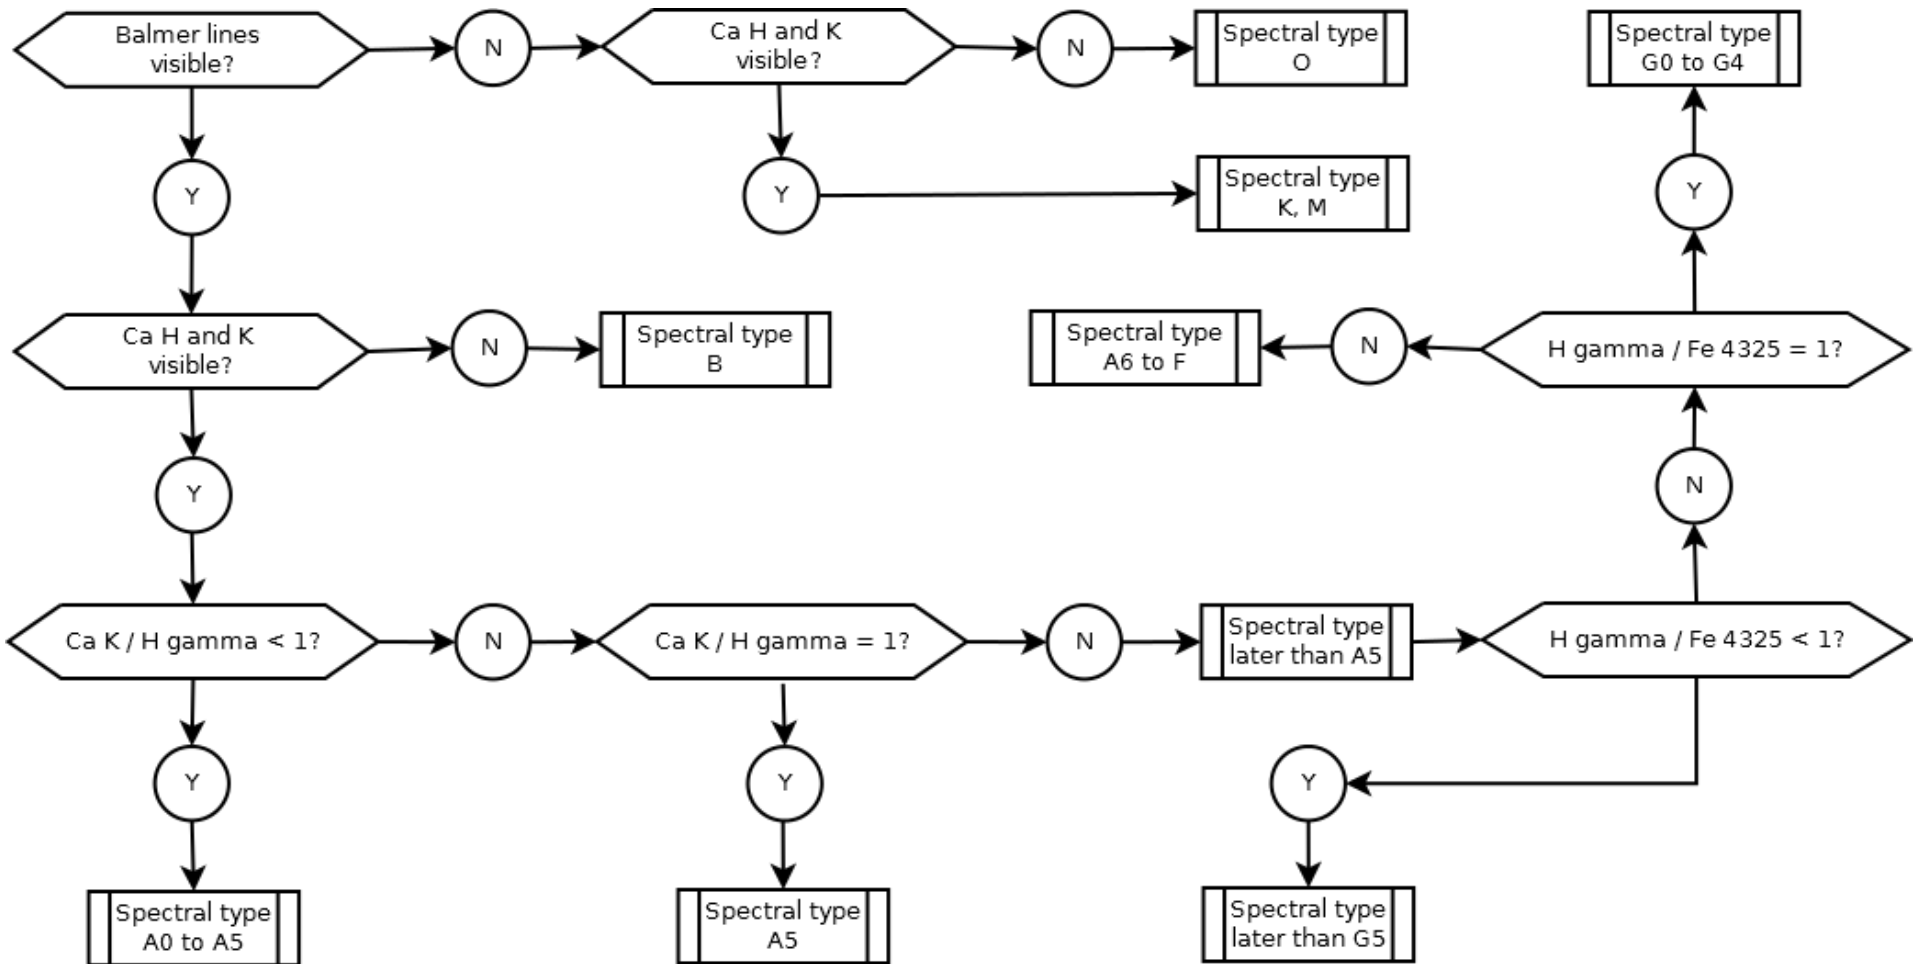 Balmer lines
visible?
N
Ca H and K
visible?
N
Spectral type
O
Spectral type
G0 to G4
Y
Y
Spectral type
K, M
Y
Ca H and K
visible?
N
Spectral type
B
Spectral type
A6 to F
N
H gamma / Fe 4325 = 1?
Y
N
Ca K / H gamma < 1?
N
Ca K / H gamma = 1?
N
Spectral type
later than A5
H gamma / Fe 4325 < 1?
Y
Y
Y
Spectral type
A0 to A5
Spectral type
A5
Spectral type
later than G5